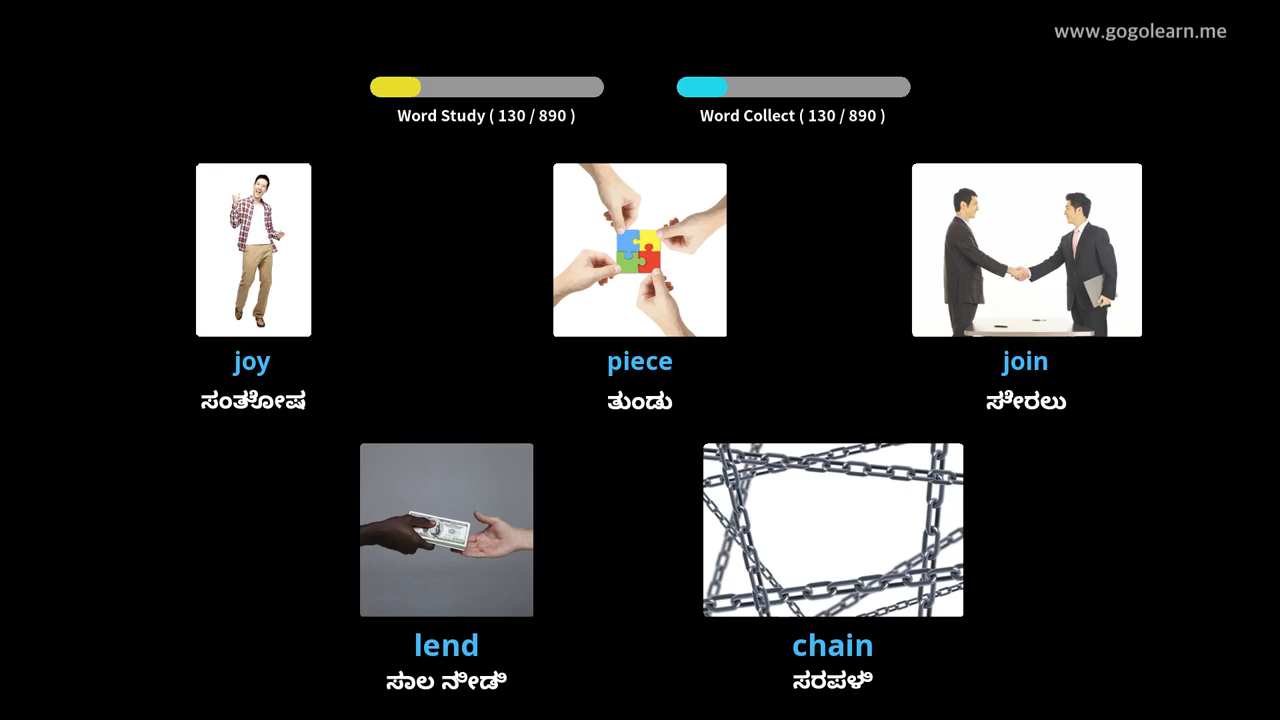 www.gogolearn.me
Word Study ( 130 / 890 )
Word Collect ( 130 / 890 )
joy
ಸಂತೋಷ
piece
ತುಂಡು
join
ಸೇರಲು
lend
ಸಾಲ ನೀಡಿ
chain
ಸರಪಳಿ